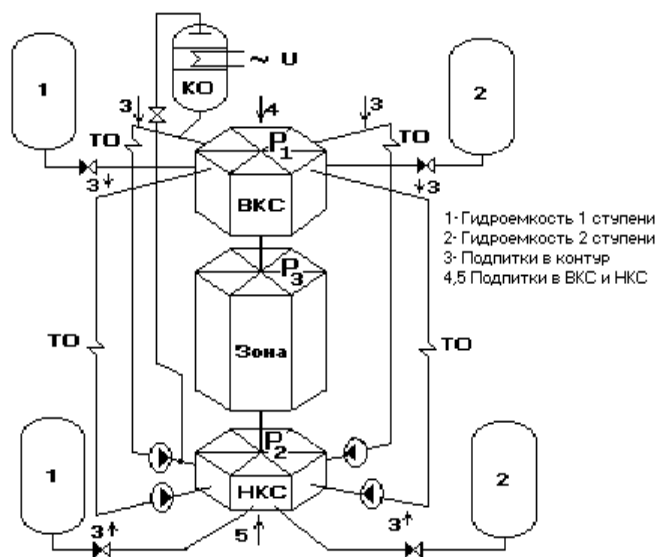 1
КО
~ U
2
3
4
3
ТО
ТО
P1
3
3
ВКС
1- Гидроемкость 1 ступени
2- Гидроемкость 2 ступени
3- Подпитки в контур
4,5 Подпитки в ВКС и НКС
P3
ТО
ТО
Зона
P2
1
2
НКС
3
5
3